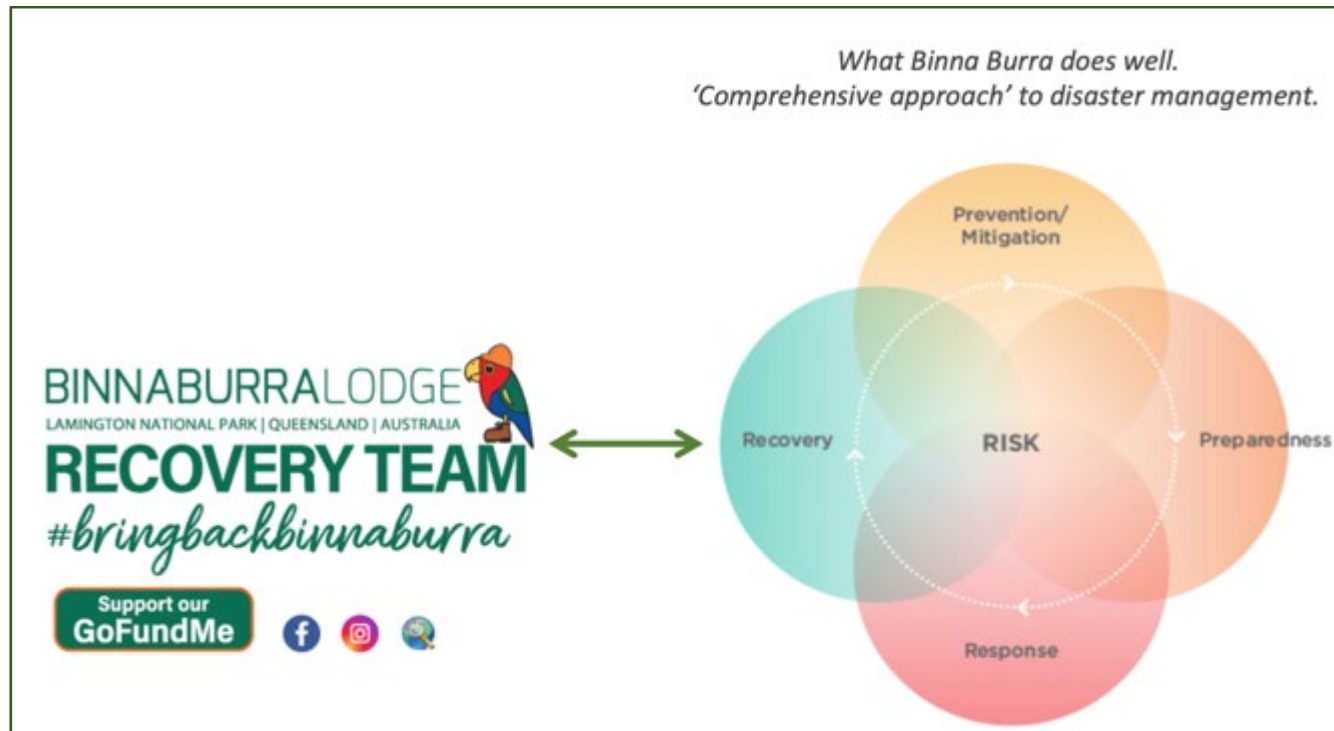 What Binna Burra does well.
'Comprehensive approach' to disaster management.
BINNABURRALODGE
LAMINGTON NATIONAL PARK | QUEENSLAND | AUSTRALIA
RECOVERY TEAM
#bringbackbinnaburra
Support our
GoFundMe
Prevention/
Mitigation
Recovery
RISK
Preparedness
Response